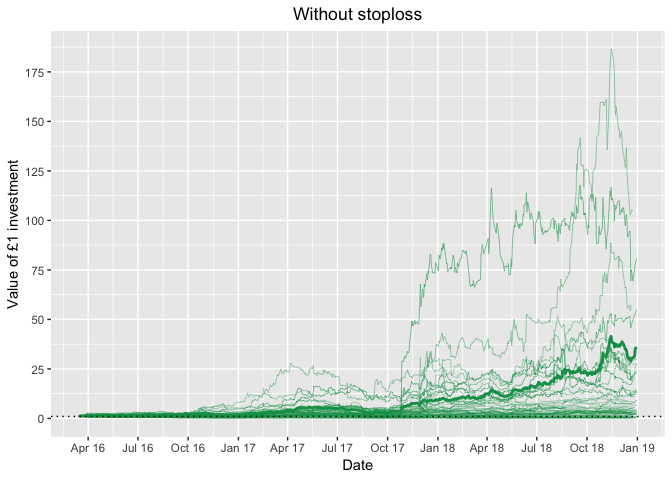 Without stoploss
175
150
125
100
75
50
25
0
Value of £1 investment
Apr 16 Jul 16 Oct 16 Jan 17 Apr 17 Jul 17 Oct 17 Jan 18 Apr 18 Jul 18 Oct 18 Jan 19
Date